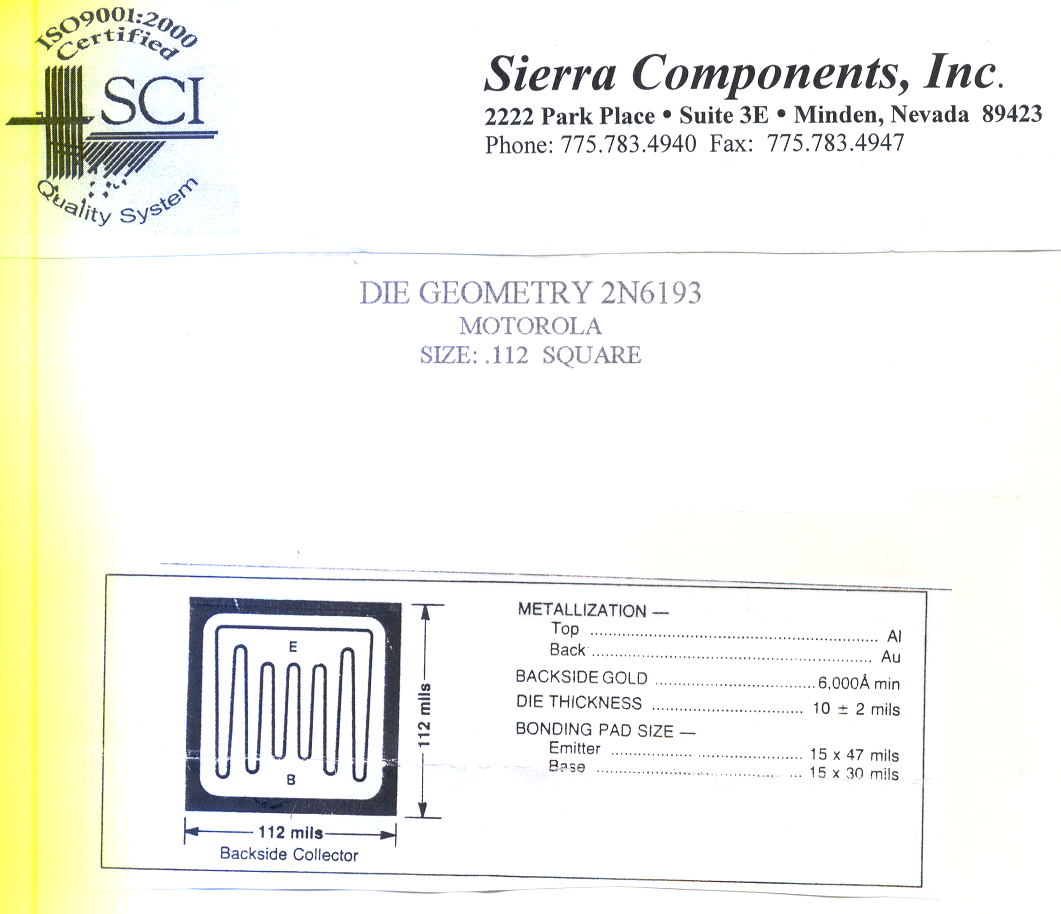 ISO9001:2000
Certified
SCI
Quality System
Sierra Components, Inc.
2222 Park Place • Suite 3E • Minden, Nevada 89423
Phone: 775.783.4940 Fax: 775.783.4947
DIE GEOMETRY 2N6193
MOTOROLA
SIZE: .112 SQUARE
E
B
112 mils
112 mils
Backside Collector
METALLIZATION —
Top ........ Al
Back ........ Au
BACKSIDE GOLD ........ 6,000Å min
DIE THICKNESS ........ 10 ± 2 mils
BONDING PAD SIZE —
Emitter ........ 15 x 47 mils
Base ........ 15 x 30 mils